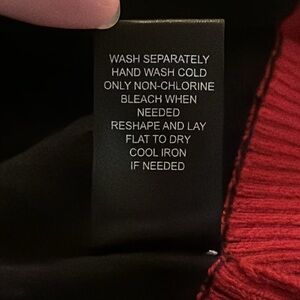 WASH SEPARATELY
HAND WASH COLD
ONLY NON-CHLORINE
BLEACH WHEN
NEEDED
RESHAPE AND LAY
FLAT TO DRY
COOL IRON
IF NEEDED